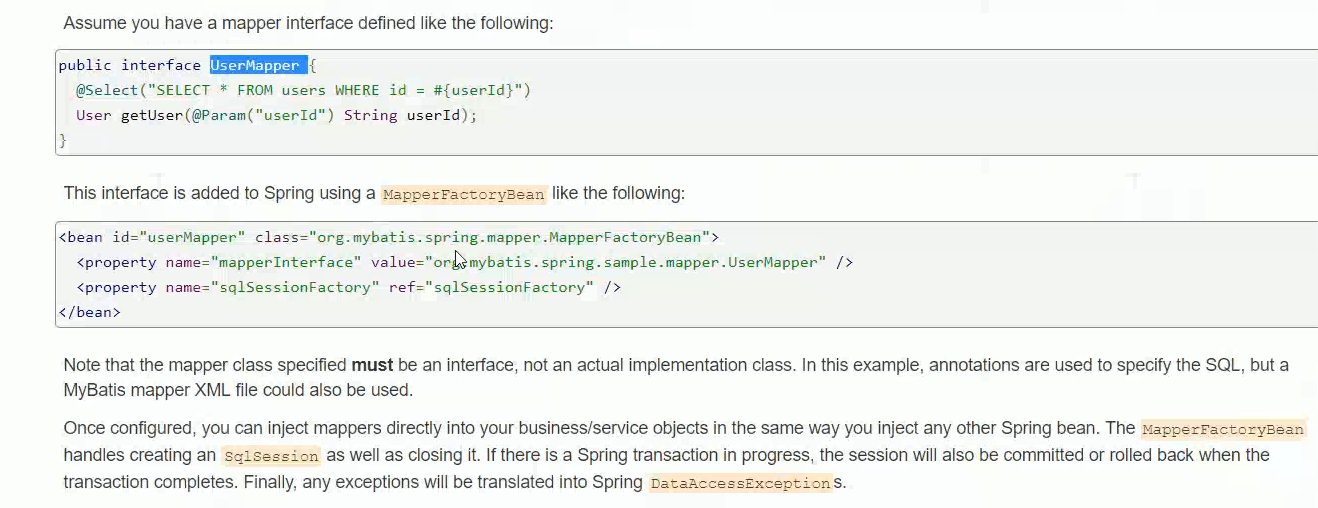 Assume you have a mapper interface defined like the following:
public interface UserMapper {
@Select("SELECT * FROM users WHERE id = #{userId}")
User getUser(@Param("userId") String userId);
}
This interface is added to Spring using a MapperFactoryBean like the following:
<bean id="userMapper" class="org.mybatis.spring.mapper.MapperFactoryBean">
<property name="mapperInterface" value="org.mybatis.spring.sample.mapper.UserMapper" />
<property name="sqlSessionFactory" ref="sqlSessionFactory" />
</bean>
Note that the mapper class specified must be an interface, not an actual implementation class. In this example, annotations are used to specify the SQL, but a
MyBatis mapper XML file could also be used.
Once configured, you can inject mappers directly into your business/service objects in the same way you inject any other Spring bean. The MapperFactoryBean
handles creating an SqlSession as well as closing it. If there is a Spring transaction in progress, the session will also be committed or rolled back when the
transaction completes. Finally, any exceptions will be translated into Spring DataAccessExceptions.